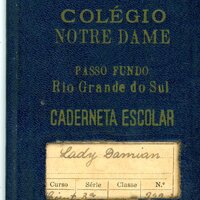 COLÉGIO
NOTRE DAME
PASSO FUNDO
Rio Grande do Sul
CADERNETA ESCOLAR
Lady Damian
Curso Série Classe N.º